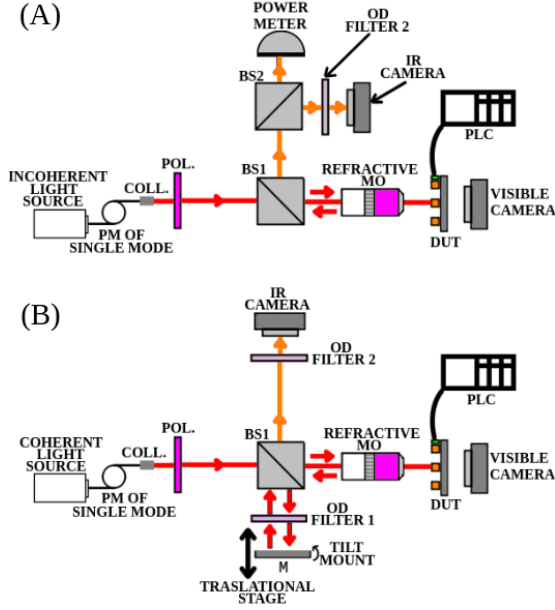 (A)
POWER
METER
OD
FILTER 2
BS2
IR
CAMERA
PLC
INCOHERENT
LIGHT
SOURCE
COLL.
POL.
BS1
REFRACTIVE
MO
VISIBLE
CAMERA
PM OF
SINGLE MODE
DUT
(B)
IR
CAMERA
OD
FILTER 2
PLC
COHERENT
LIGHT
SOURCE
COLL.
POL.
BS1
REFRACTIVE
MO
VISIBLE
CAMERA
PM OF
SINGLE MODE
DUT
OD
FILTER 1
TILT
MOUNT
M
TRASLATIONAL
STAGE